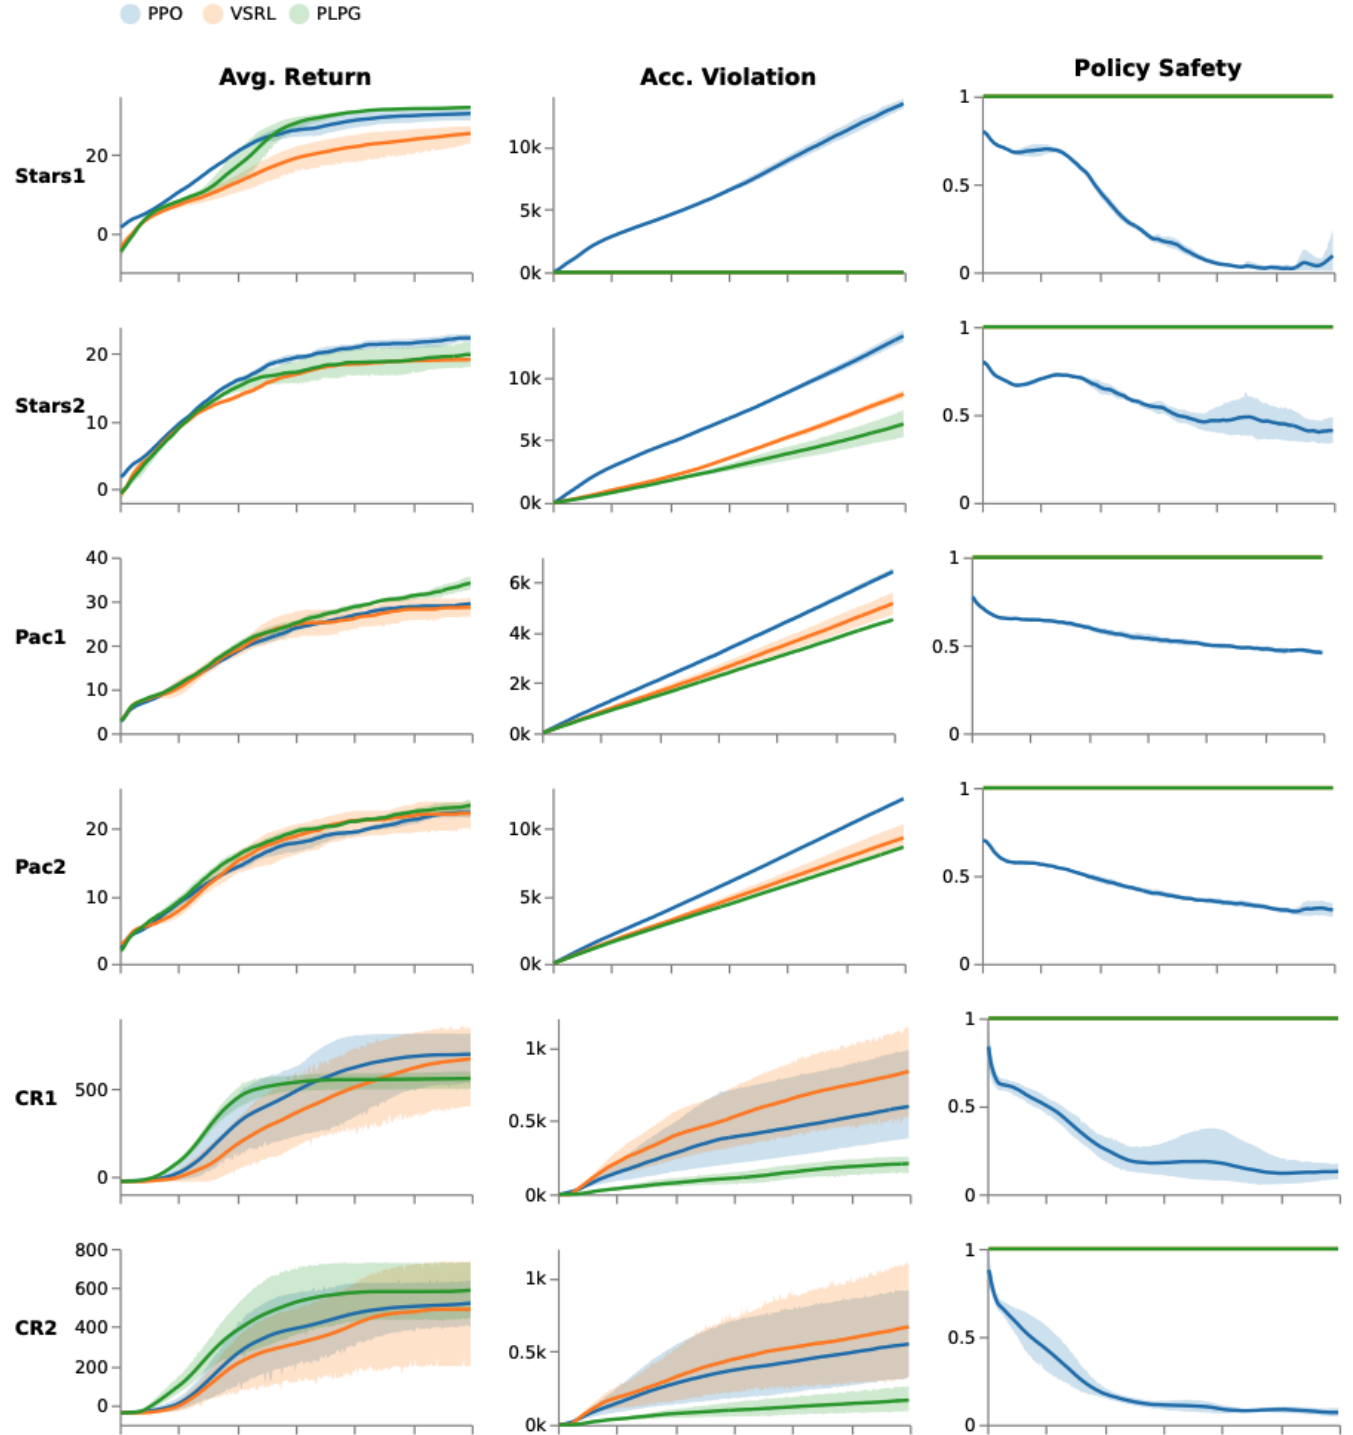 PPO VSRL PLPG
Avg. Return Acc. Violation Policy Safety
Stars1
20
0
10k
5k
0k
1
0.5
0
Stars2
20
10
0
10k
5k
0k
1
0.5
0
Pac1
40
30
20
10
0
6k
4k
2k
0k
1
0.5
0
Pac2
20
10
0
10k
5k
0k
1
0.5
0
CR1
500
0
1k
0.5k
0k
1
0.5
0
CR2
800
600
400
200
0
1k
0.5k
0k
1
0.5
0